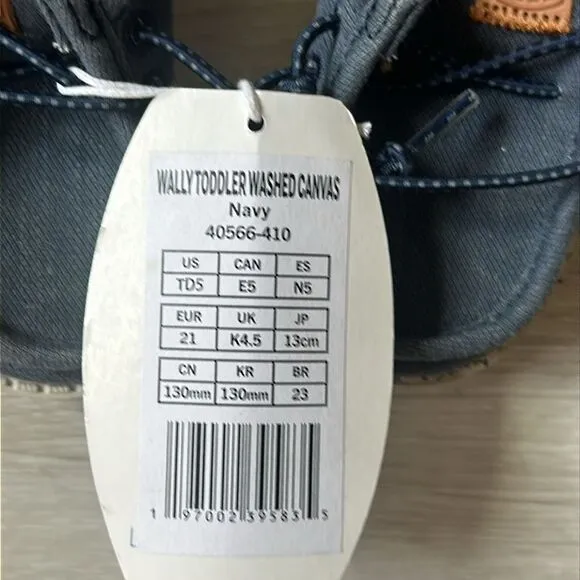 WALLY TODDLER WASHED CANVAS
Navy
40566-410
US CAN ES
TD5 E5 N5
EUR UK JP
21 K4.5 13cm
CN KR BR
130mm 130mm 23
1 97002 39583 5